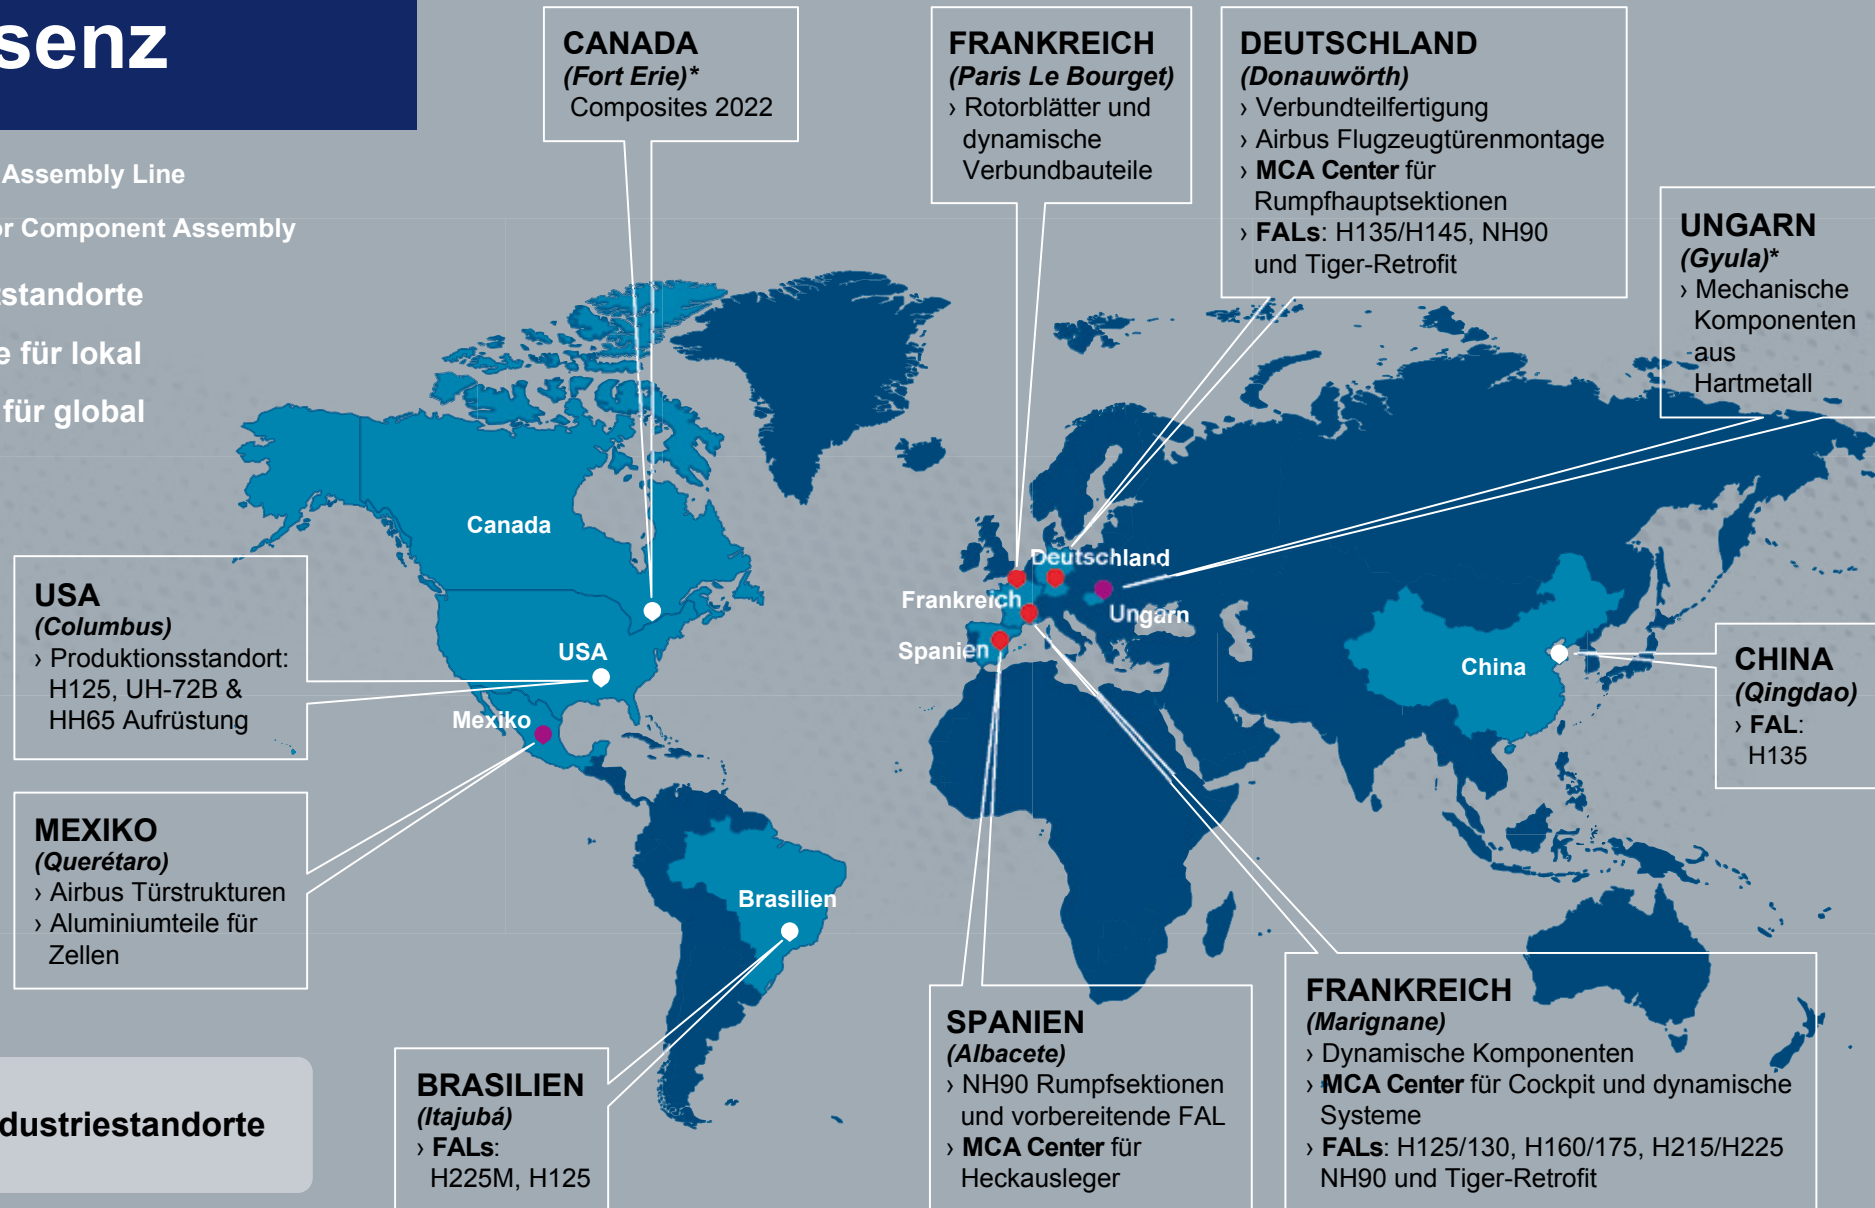 senz
Assembly Line
or Component Assembly
tstandorte
e für lokal
für global
CANADA
(Fort Erie)*
Composites 2022
FRANKREICH
(Paris Le Bourget)
› Rotorblätter und
dynamische
Verbundbauteile
DEUTSCHLAND
(Donauwörth)
› Verbundteilfertigung
› Airbus Flugzeugtürenmontage
› MCA Center für
Rumpfhauptsektionen
› FALs: H135/H145, NH90
und Tiger-Retrofit
UNGARN
(Gyula)*
› Mechanische
Komponenten
aus
Hartmetall
Canada
USA
Mexiko
Brasilien
Deutschland
Frankreich
Ungarn
Spanien
China
USA
(Columbus)
› Produktionsstandort:
H125, UH-72B &
HH65 Aufrüstung
CHINA
(Qingdao)
› FAL:
H135
MEXIKO
(Querétaro)
› Airbus Türstrukturen
› Aluminiumteile für
Zellen
BRASILIEN
(Itajubá)
› FALs:
H225M, H125
SPANIEN
(Albacete)
› NH90 Rumpfsektionen
und vorbereitende FAL
› MCA Center für
Heckausleger
FRANKREICH
(Marignane)
› Dynamische Komponenten
› MCA Center für Cockpit und dynamische
Systeme
› FALs: H125/130, H160/175, H215/H225
NH90 und Tiger-Retrofit
dustriestandorte